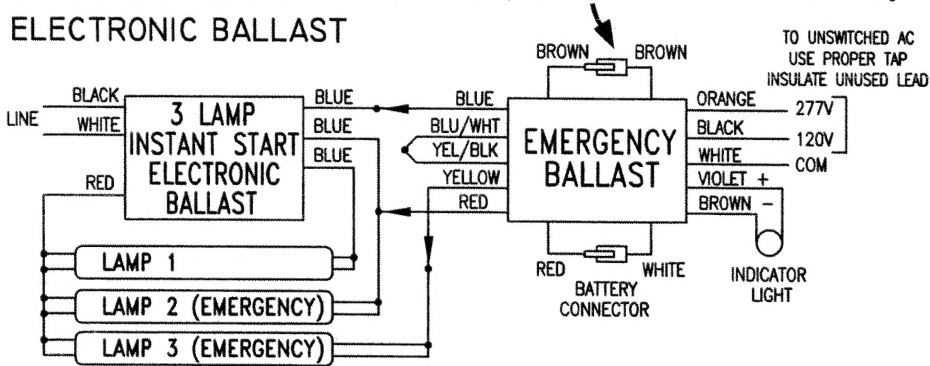 ELECTRONIC BALLAST
BROWN BROWN
TO UNSWITCHED AC
USE PROPER TAP
INSULATE UNUSED LEAD
LINE
BLACK
WHITE
RED
3 LAMP
INSTANT START
ELECTRONIC
BALLAST
BLUE
BLUE
BLUE
BLUE
BLU/WHT
YEL/BLK
YELLOW
RED
EMERGENCY
BALLAST
ORANGE 277V
BLACK 120V
WHITE COM
VIOLET +
BROWN -
LAMP 1
LAMP 2 (EMERGENCY)
LAMP 3 (EMERGENCY)
RED WHITE
BATTERY
CONNECTOR
INDICATOR
LIGHT